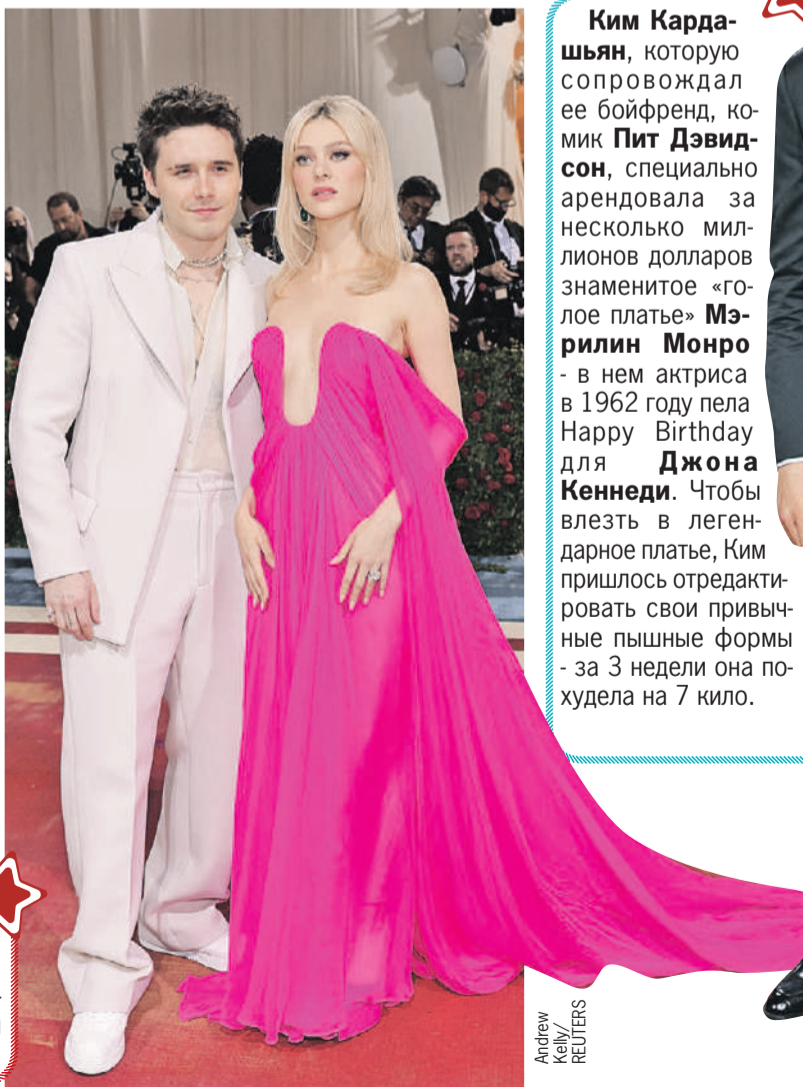 Ким Карда-
шьян, которую
сопровождал
ее бойфренд, ко-
мик Пит Дэвид-
сон, специально
арендовала за
несколько мил-
лионов долларов
знаменитое «го-
лое платье» Мэ-
рилин Монро
- в нем актриса
в 1962 году пела
Happy Birthday
для Джона
Кеннеди. Чтобы
влезть в леген-
дарное платье, Ким
пришлось отредакти-
ровать свои привыч-
ные пышные формы
- за 3 недели она по-
худела на 7 кило.
Andrew
Kelly/
REUTERS